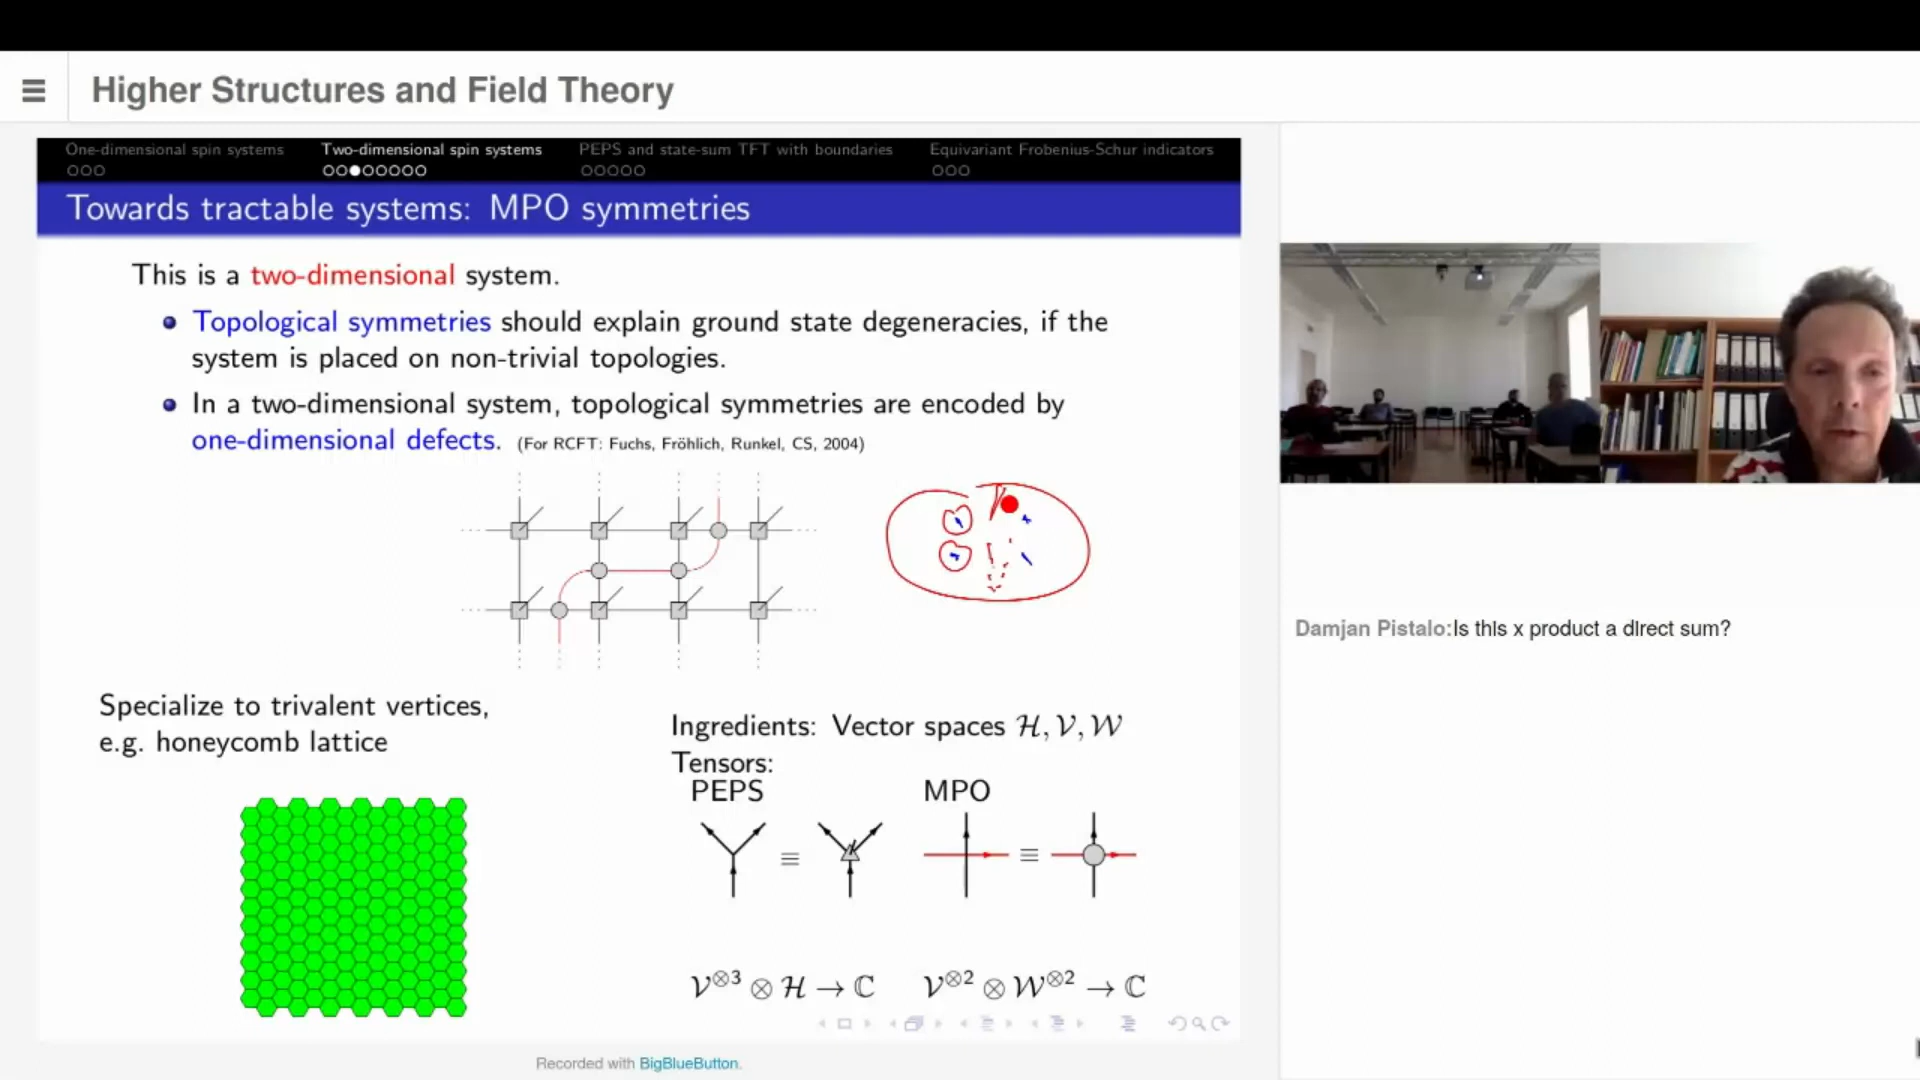 Higher Structures and Field Theory
One-dimensional spin systems Two-dimensional spin systems PEPS and state-sum TFT with boundaries Equivariant Frobenius-Schur indicators
Towards tractable systems: MPO symmetries
This is a two-dimensional system.
Topological symmetries should explain ground state degeneracies, if the
system is placed on non-trivial topologies.
In a two-dimensional system, topological symmetries are encoded by
one-dimensional defects. (For RCFT: Fuchs, Fröhlich, Runkel, CS, 2004)
Specialize to trivalent vertices,
e.g. honeycomb lattice
Ingredients: Vector spaces ℋ, 𝒱, 𝒲
Tensors:
PEPS MPO
≡ ≡
𝒱⊗3 ⊗ ℋ → ℂ 𝒱⊗2 ⊗ 𝒲⊗2 → ℂ
Damjan Pistalo:Is this x product a direct sum?
Recorded with BigBlueButton.